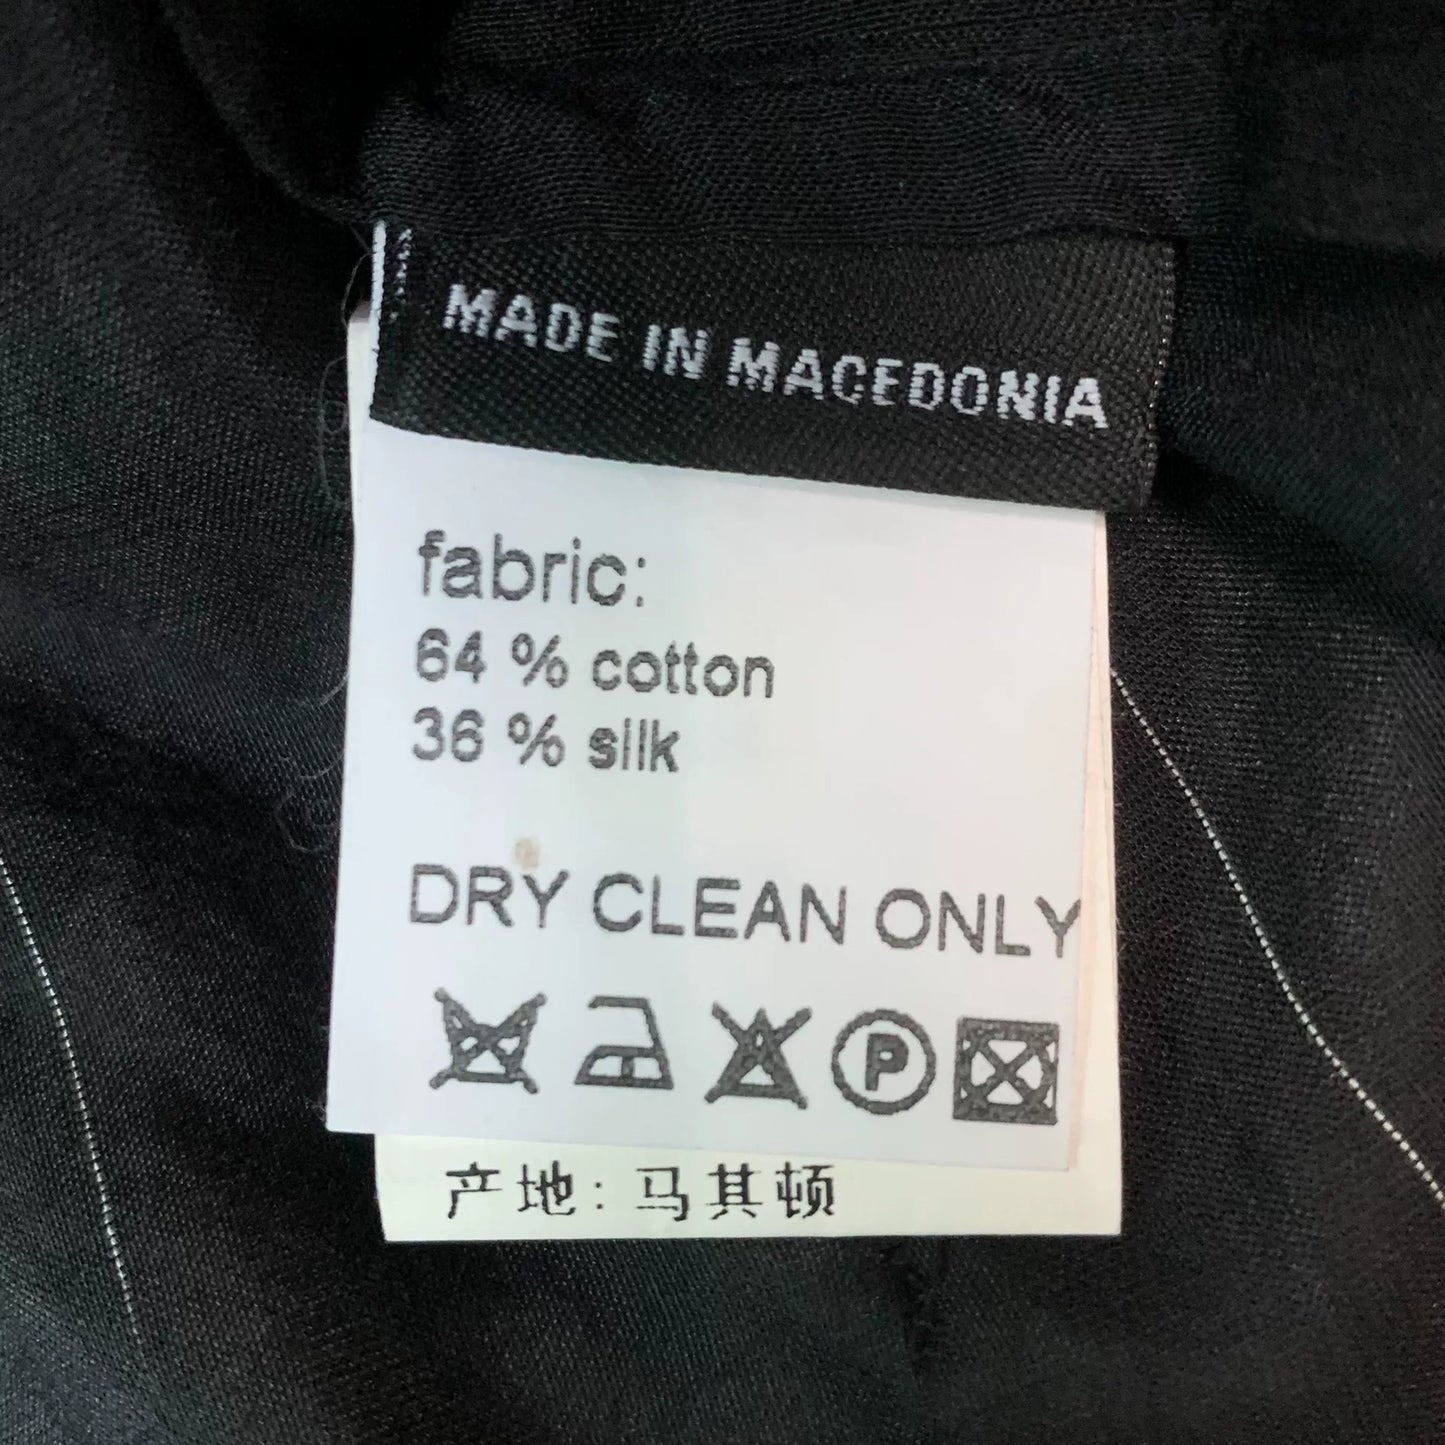 MADE IN MACEDONIA
fabric:
64 % cotton
36 % silk
DRY CLEAN ONLY
P
产地：马其顿